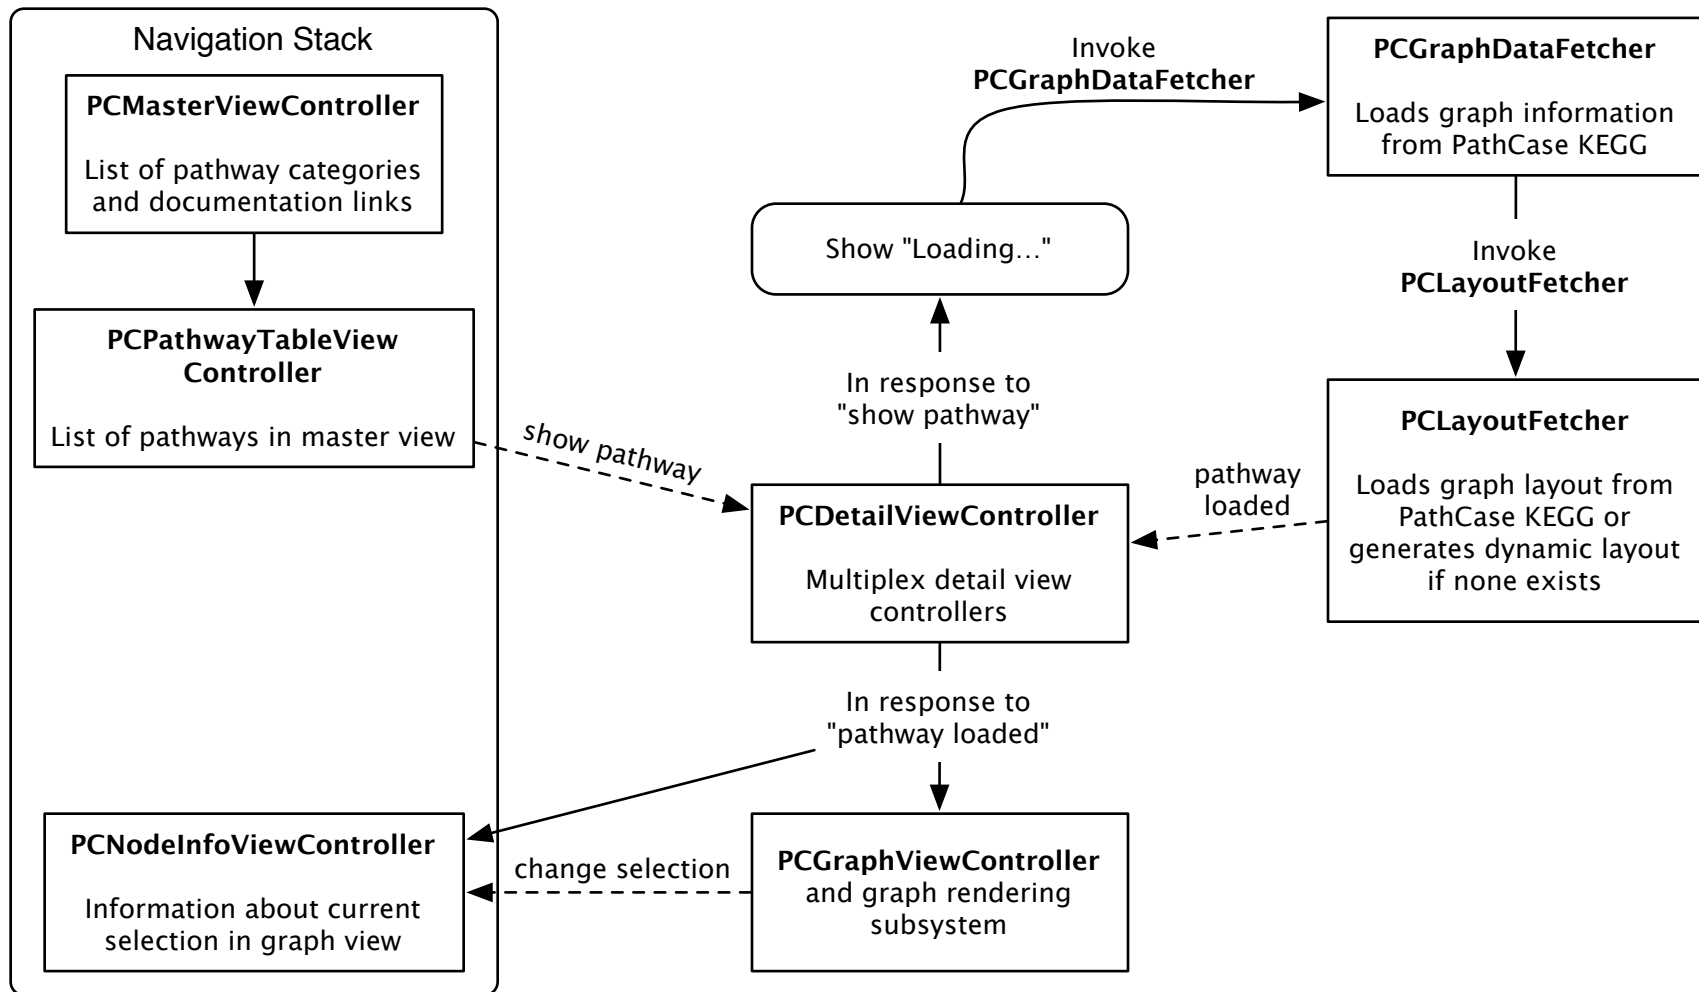 Navigation Stack
PCMasterViewController
List of pathway categories
and documentation links
PCPathwayTableView
Controller
List of pathways in master view
show pathway
PCNodeInfoViewController
Information about current
selection in graph view
Invoke
PCGraphDataFetcher
Show "Loading…"
In response to
"show pathway"
PCDetailViewController
Multiplex detail view
controllers
In response to
"pathway loaded"
change selection
PCGraphViewController
and graph rendering
subsystem
PCGraphDataFetcher
Loads graph information
from PathCase KEGG
Invoke
PCLayoutFetcher
PCLayoutFetcher
Loads graph layout from
PathCase KEGG or
generates dynamic layout
if none exists
pathway
loaded